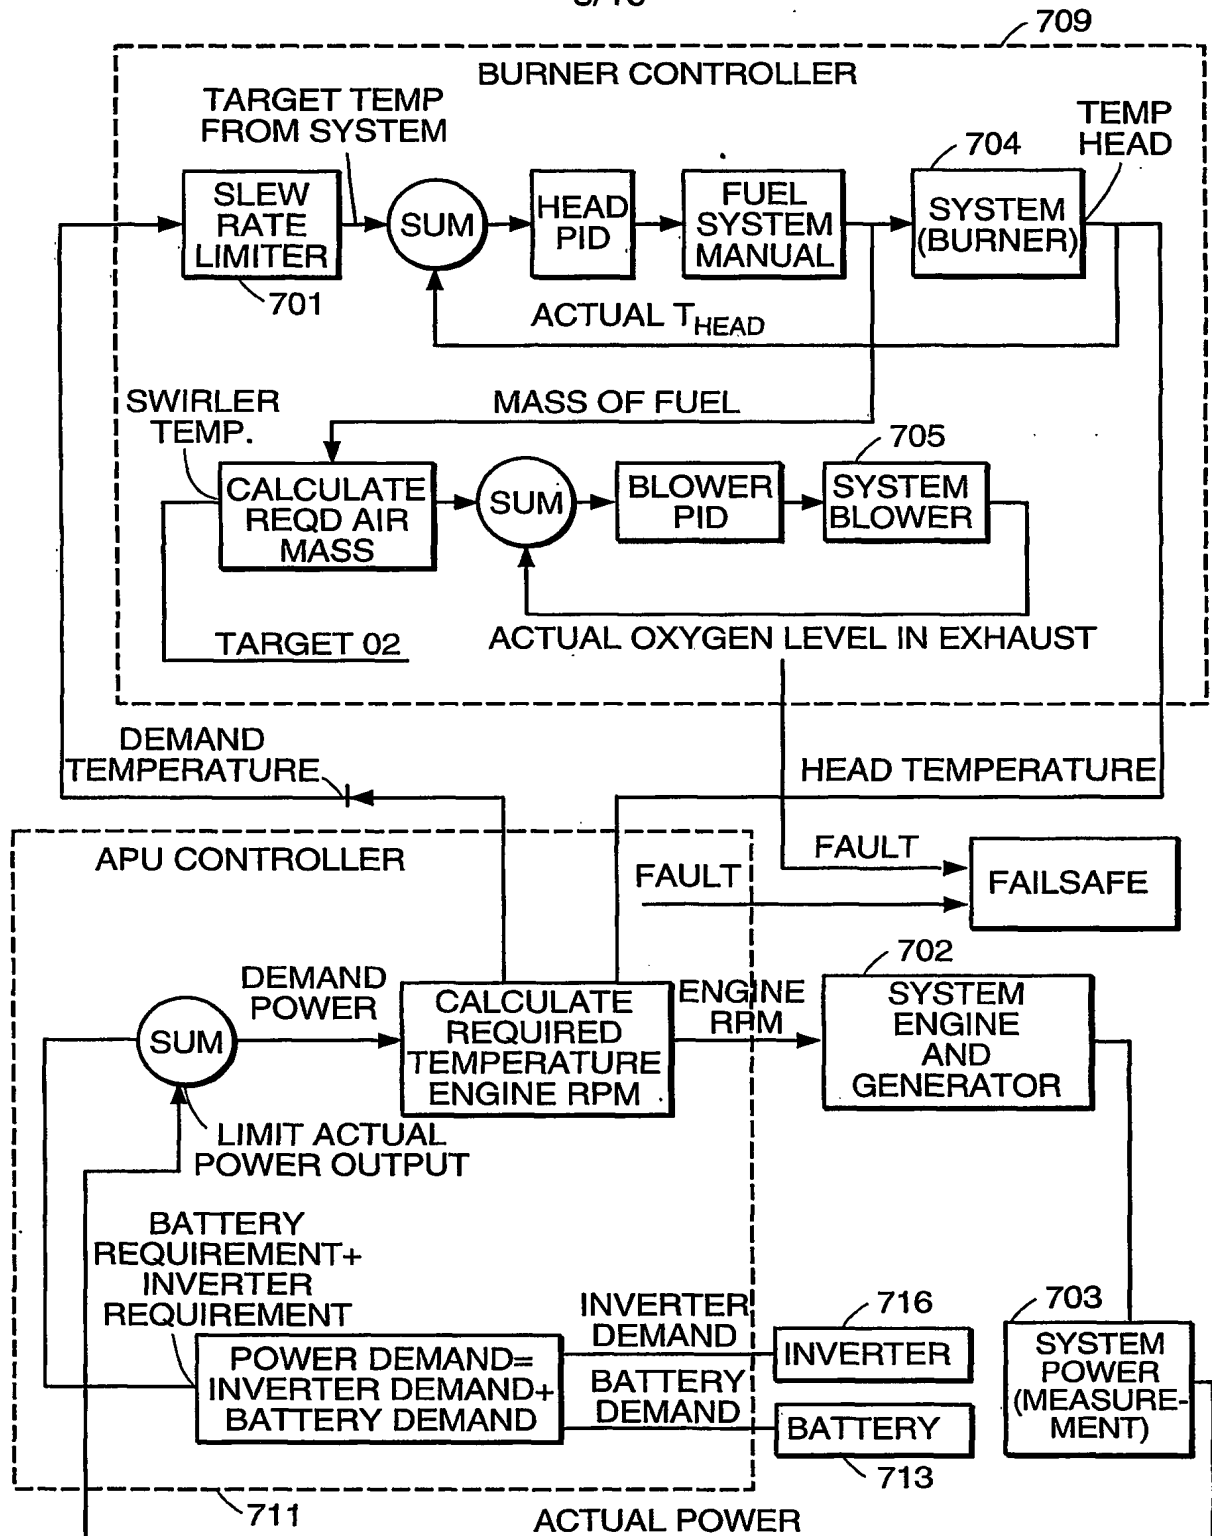 709
BURNER CONTROLLER
TARGET TEMP
FROM SYSTEM
TEMP
HEAD
704
SLEW
RATE
LIMITER
SUM
HEAD
PID
FUEL
SYSTEM
MANUAL
SYSTEM
(BURNER)
701
ACTUAL THEAD
SWIRLER
TEMP.
MASS OF FUEL
705
CALCULATE
REQD AIR
MASS
SUM
BLOWER
PID
SYSTEM
BLOWER
TARGET 02
ACTUAL OXYGEN LEVEL IN EXHAUST
DEMAND
TEMPERATURE
HEAD TEMPERATURE
APU CONTROLLER
FAULT
FAULT
FAILSAFE
702
DEMAND
POWER
SUM
CALCULATE
REQUIRED
TEMPERATURE
ENGINE RPM
ENGINE
RPM
SYSTEM
ENGINE
AND
GENERATOR
LIMIT ACTUAL
POWER OUTPUT
BATTERY
REQUIREMENT+
INVERTER
REQUIREMENT
INVERTER
DEMAND
716
703
POWER DEMAND=
INVERTER DEMAND+
BATTERY DEMAND
INVERTER
BATTERY
DEMAND
BATTERY
SYSTEM
POWER
(MEASURE-
MENT)
713
711
ACTUAL POWER